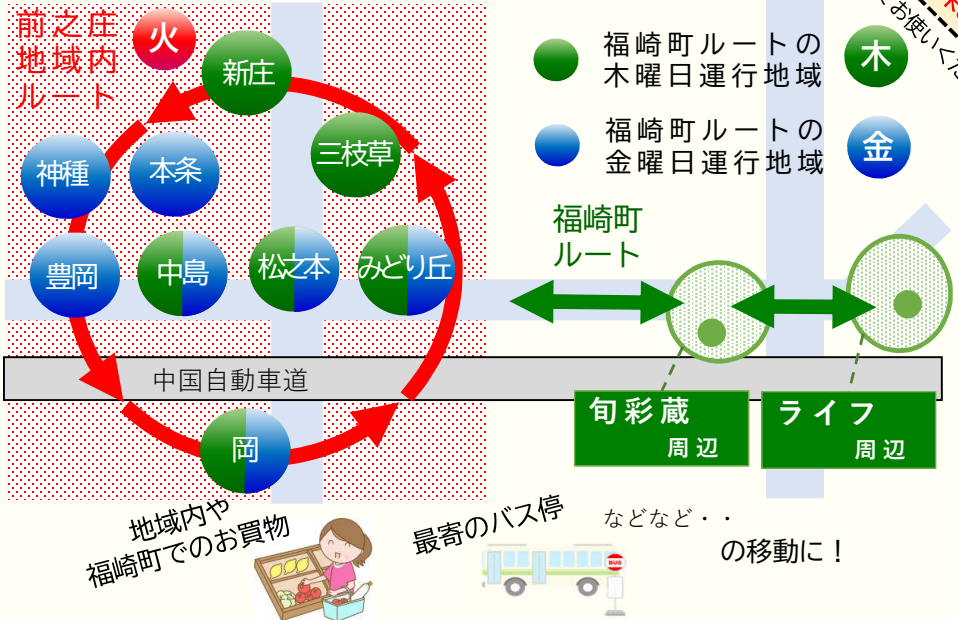 前之庄
地域内
ルート
火
新庄
三枝草
神種
本条
豊岡
中島
松之本
みどり丘
岡
中国自動車道
福崎町ルートの
木曜日運行地域
木
福崎町ルートの
金曜日運行地域
金
お使いくだ
福崎町
ルート
旬彩蔵
周辺
ライフ
周辺
地域内や
福崎町でのお買物
最寄のバス停
BUS
などなど・・
の移動に！